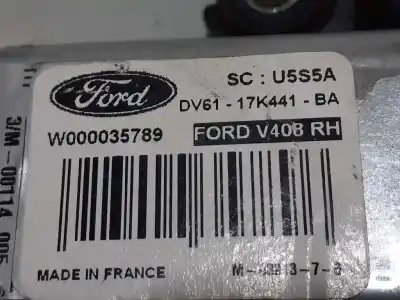 Ford
SC : U5S5A
DV61 - 17K441 - BA
W000035789
FORD V408 RH
MADE IN FRANCE